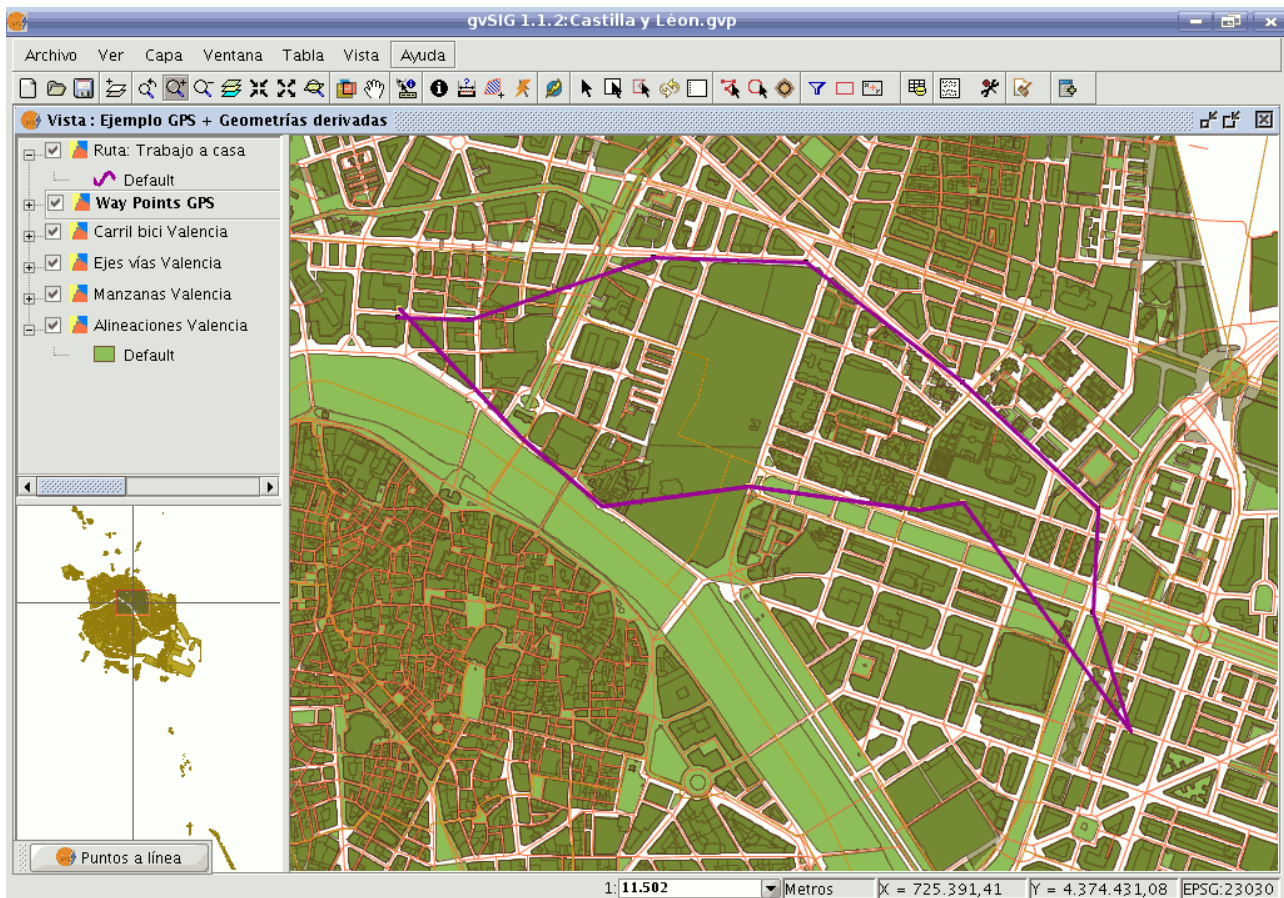 gvSIG 1.1.2:Castilla y Léon.gvp
Archivo Ver Capa Ventana Tabla Vista Ayuda
Vista : Ejemplo GPS + Geometrías derivadas
Ruta: Trabajo a casa
Default
Way Points GPS
Carril bici Valencia
Ejes vías Valencia
Manzanas Valencia
Alineaciones Valencia
Default
Puntos a línea
1: 11.502 Metros X = 725.391,41 Y = 4.374.431,08 EPSG:23030